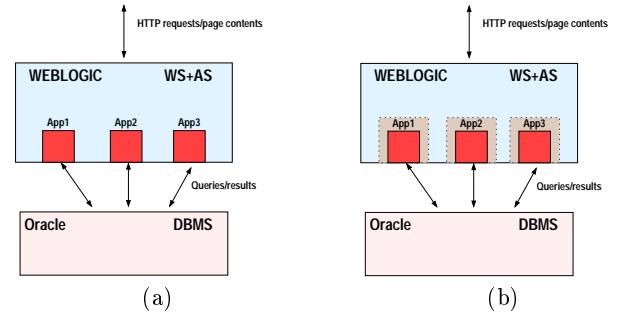 HTTP requests/page contents
WEBLOGIC WS+AS
App1 App2 App3
Queries/results
Oracle DBMS
(a)
HTTP requests/page contents
WEBLOGIC WS+AS
App1 App2 App3
Queries/results
Oracle DBMS
(b)